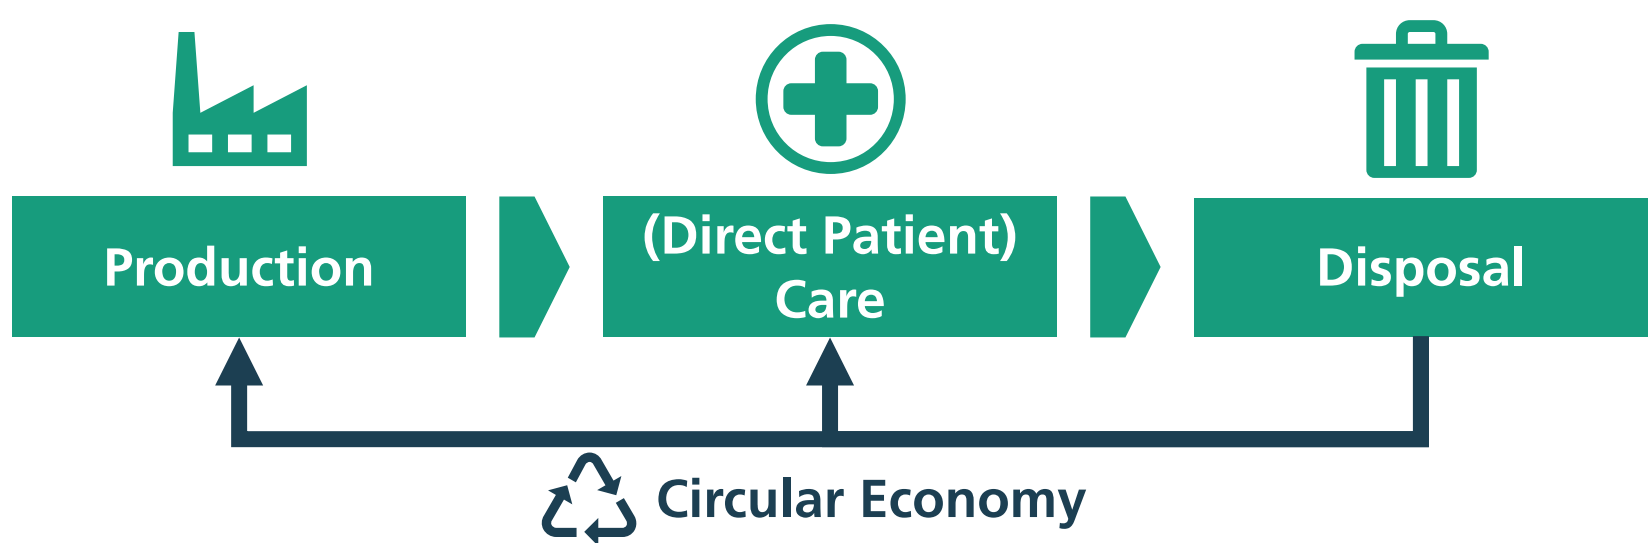 Production
(Direct Patient)
Care
Disposal
Circular Economy